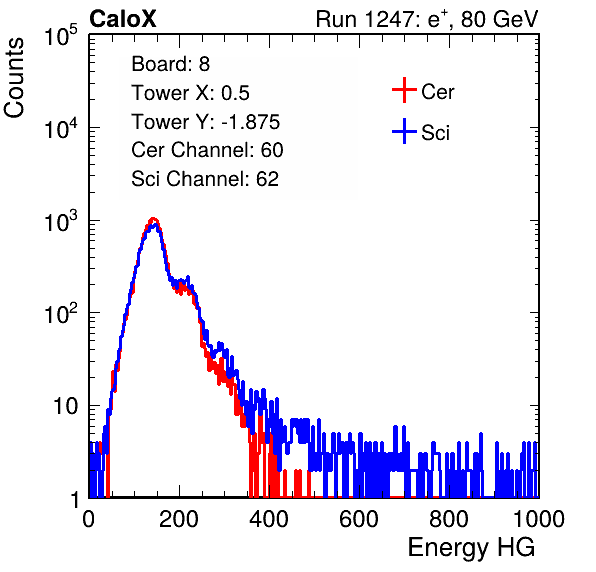 CaloX Run 1247: e⁺, 80 GeV
Counts
Board: 8
Tower X: 0.5
Tower Y: -1.875
Cer Channel: 60
Sci Channel: 62
Cer
Sci
10⁵
10⁴
10³
10²
10
1
0 200 400 600 800 1000
Energy HG